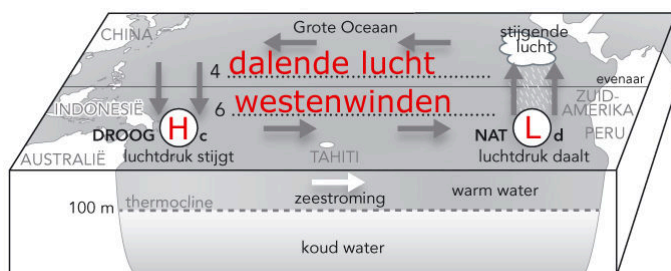 Grote Oceaan
CHINA
stijgende
lucht
4 dalende lucht
evenaar
6 westenwinden
INDONESIË
ZUID-
AMERIKA
DROOG H c
NAT L d
PERU
luchtdruk stijgt
TAHITI
luchtdruk daalt
AUSTRALIË
warm water
zeestroming
100 m
thermocline
koud water